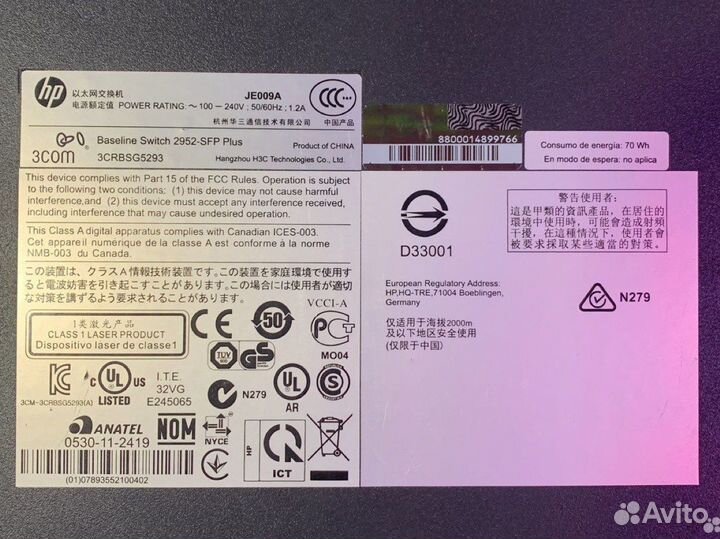 hp
以太网交换机
JE009A
电源额定值 POWER RATING: ～100－240V; 50/60Hz; 1.2A
杭州华三通信技术有限公司
中国产品
CCC
3COM
Baseline Switch 2952-SFP Plus
3CRBSG5293
Product of CHINA
Hangzhou H3C Technologies Co., Ltd.
This device complies with Part 15 of the FCC Rules. Operation is subject
to the following two conditions: (1) this device may not cause harmful
interference,and (2) this device must accept any interference received,
including interference that may cause undesired operation.
This Class A digital apparatus complies with Canadian ICES-003.
Cet appareil numérique de la classe A est conforme à la norme
NMB-003 du Canada.
この装置は、クラスA情報技術装置です。この装置を家庭環境で使用す
ると電波妨害を引き起こすことがあります。この場合には使用者が適切
な対策を講ずるよう要求されることがあります。
VCCI-A
1类激光产品
CLASS 1 LASER PRODUCT
Dispositivo laser de classe1
CE
50
MO04
TUV
GS
3CM-3CRBSG5293(A)
C UL US
LISTED
I.T.E.
32VG
E245065
N279
UL
AR
S
ANATEL
0530-11-2419
NOM
NYCE
HP
ICT
(01)07893552100402
8800014899766
Consumo de energía: 70 Wh
En modo de espera: no aplica
D33001
警告使用者:
這是甲類的資訊產品，在居住的
環境中使用時，可能會造成射頻
干擾，在這種情況下，使用者會
被要求採取某些適當的對策。
European Regulatory Address:
HP,HQ-TRE,71004 Boeblingen,
Germany
N279
仅适用于海拔2000m
及以下地区安全使用
(仅限于中国)
Avito